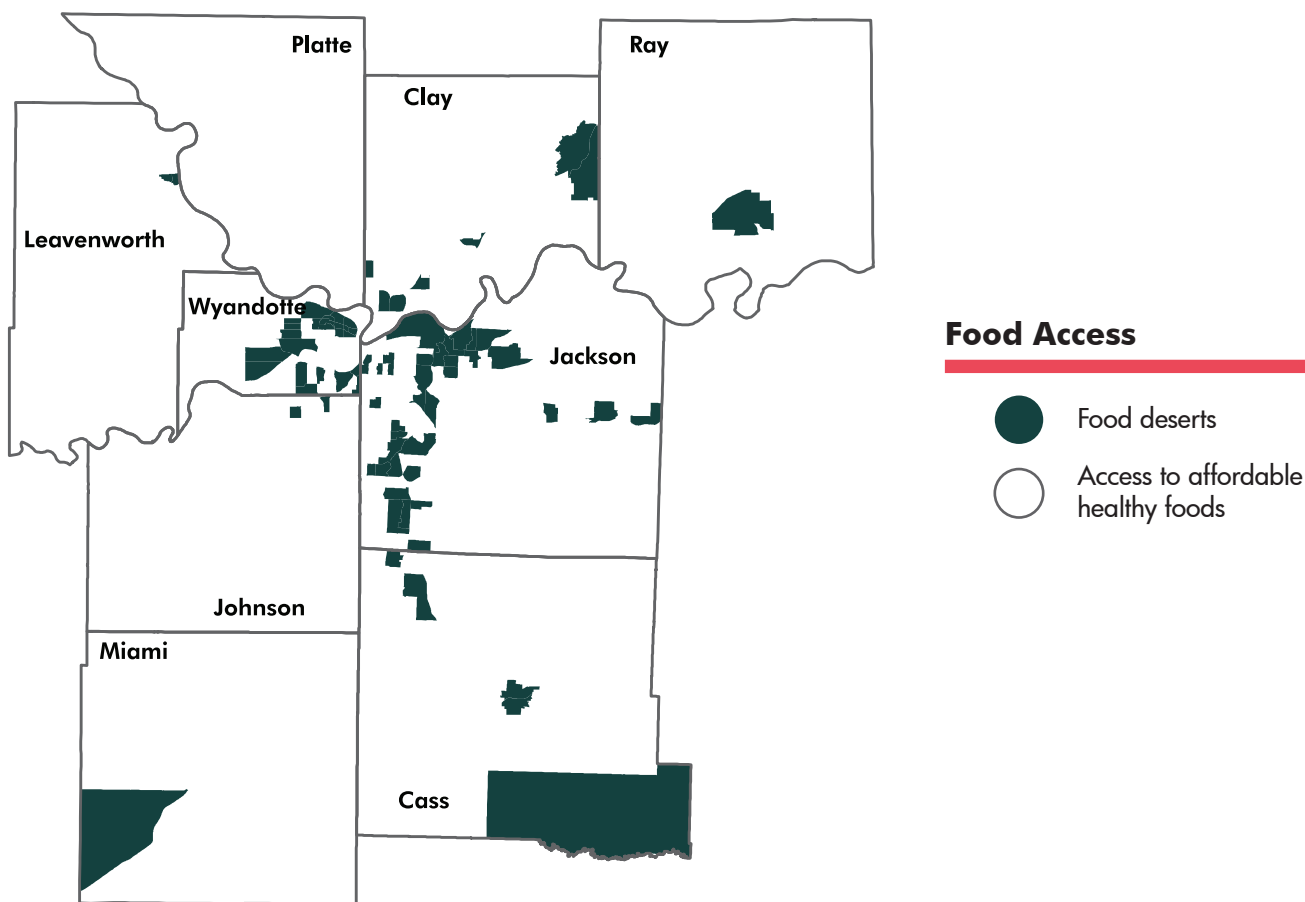 Platte
Ray
Clay
Leavenworth
Wyandotte
Jackson
Johnson
Miami
Cass
Food Access
Food deserts
Access to affordable
healthy foods